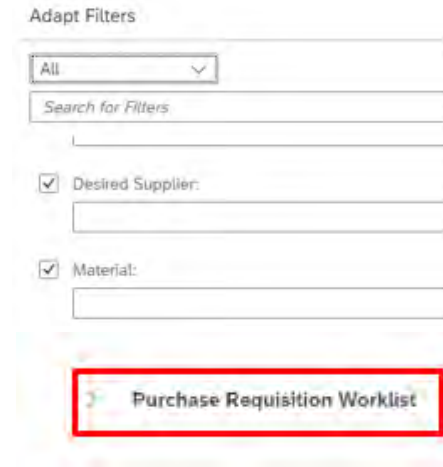 Adapt Filters
All
Search for Filters
Desired Supplier:
Material:
Purchase Requisition Worklist